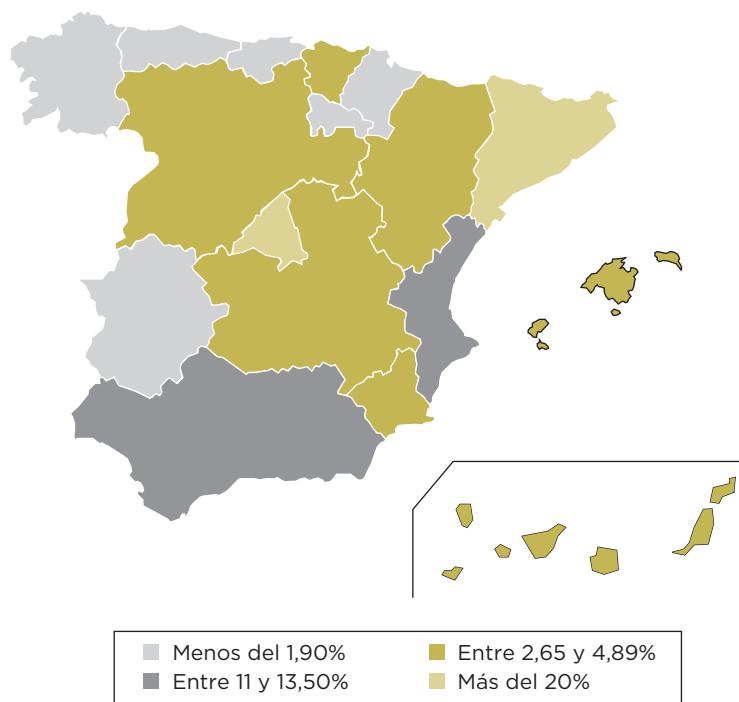 Menos del 1,90%
Entre 2,65 y 4,89%
Entre 11 y 13,50%
Más del 20%